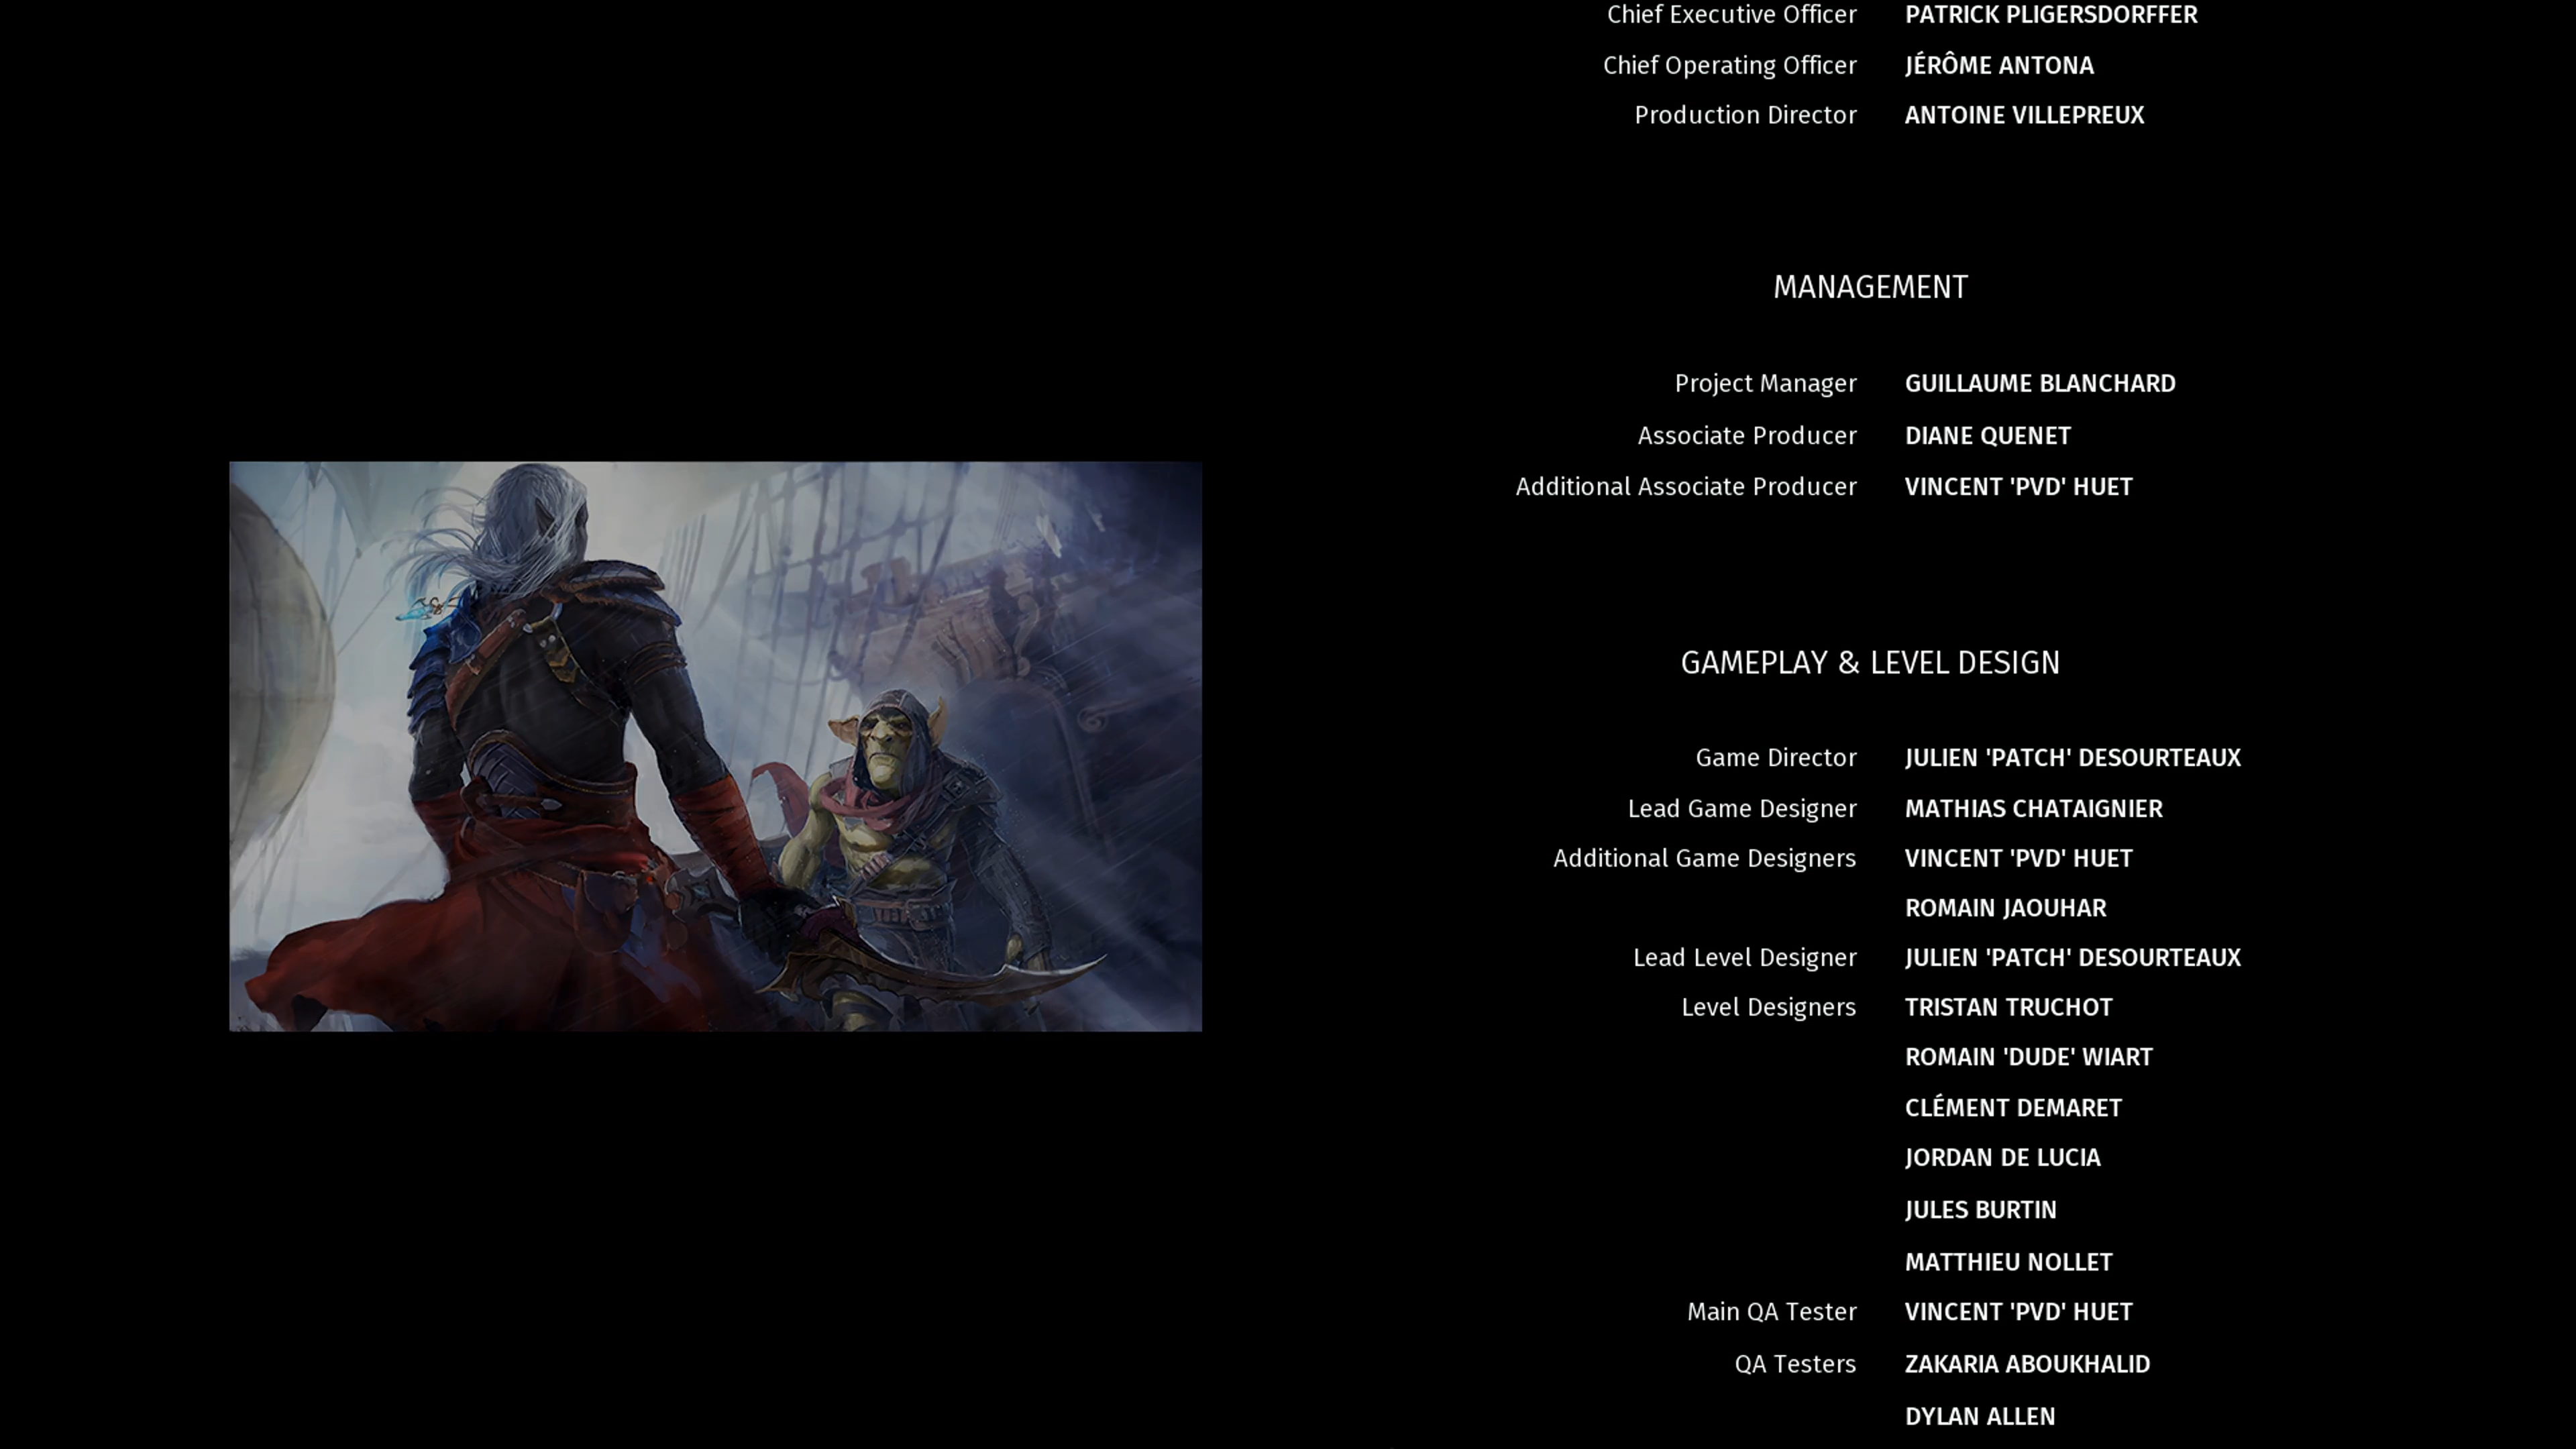 Chief Executive Officer PATRICK PLIGERSDORFFER
Chief Operating Officer JÉRÔME ANTONA
Production Director ANTOINE VILLEPREUX
MANAGEMENT
Project Manager GUILLAUME BLANCHARD
Associate Producer DIANE QUENET
Additional Associate Producer VINCENT 'PVD' HUET
GAMEPLAY & LEVEL DESIGN
Game Director JULIEN 'PATCH' DESOURTEAUX
Lead Game Designer MATHIAS CHATAIGNIER
Additional Game Designers VINCENT 'PVD' HUET
ROMAIN JAOUHAR
Lead Level Designer JULIEN 'PATCH' DESOURTEAUX
Level Designers TRISTAN TRUCHOT
ROMAIN 'DUDE' WIART
CLÉMENT DEMARET
JORDAN DE LUCIA
JULES BURTIN
MATTHIEU NOLLET
Main QA Tester VINCENT 'PVD' HUET
QA Testers ZAKARIA ABOUKHALID
DYLAN ALLEN